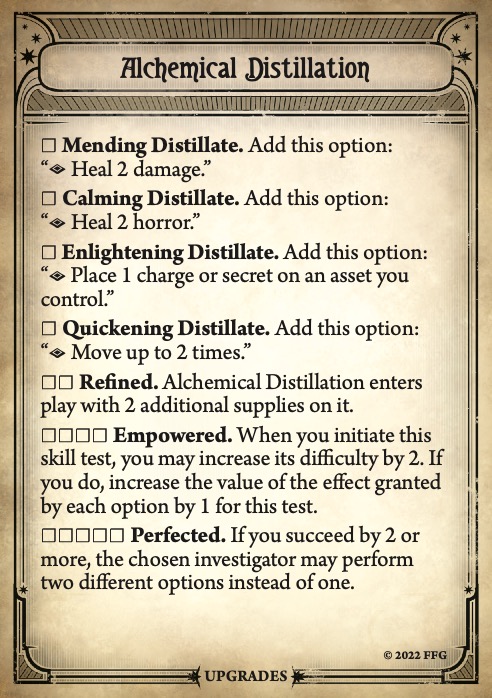 Alchemical Distillation
□ Mending Distillate. Add this option:
“ Heal 2 damage.”
□ Calming Distillate. Add this option:
“ Heal 2 horror.”
□ Enlightening Distillate. Add this option:
“ Place 1 charge or secret on an asset you
control.”
□ Quickening Distillate. Add this option:
“ Move up to 2 times.”
□□ Refined. Alchemical Distillation enters
play with 2 additional supplies on it.
□□□□ Empowered. When you initiate this
skill test, you may increase its difficulty by 2. If
you do, increase the value of the effect granted
by each option by 1 for this test.
□□□□□ Perfected. If you succeed by 2 or
more, the chosen investigator may perform
two different options instead of one.
© 2022 FFG
UPGRADES